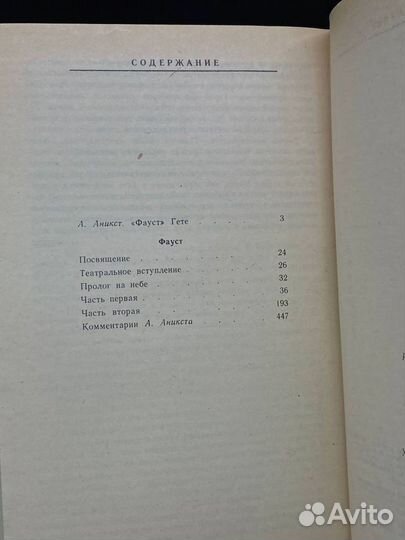 СОДЕРЖАНИЕ
А. Аникст. «Фауст» Гете . . . . 3
Фауст
Посвящение . . . . . 24
Театральное вступление . . . . 26
Пролог на небе . . . . . 32
Часть первая . . . . . 36
Часть вторая . . . . . 193
Комментарии А. Аникста . . . . 447
Avito